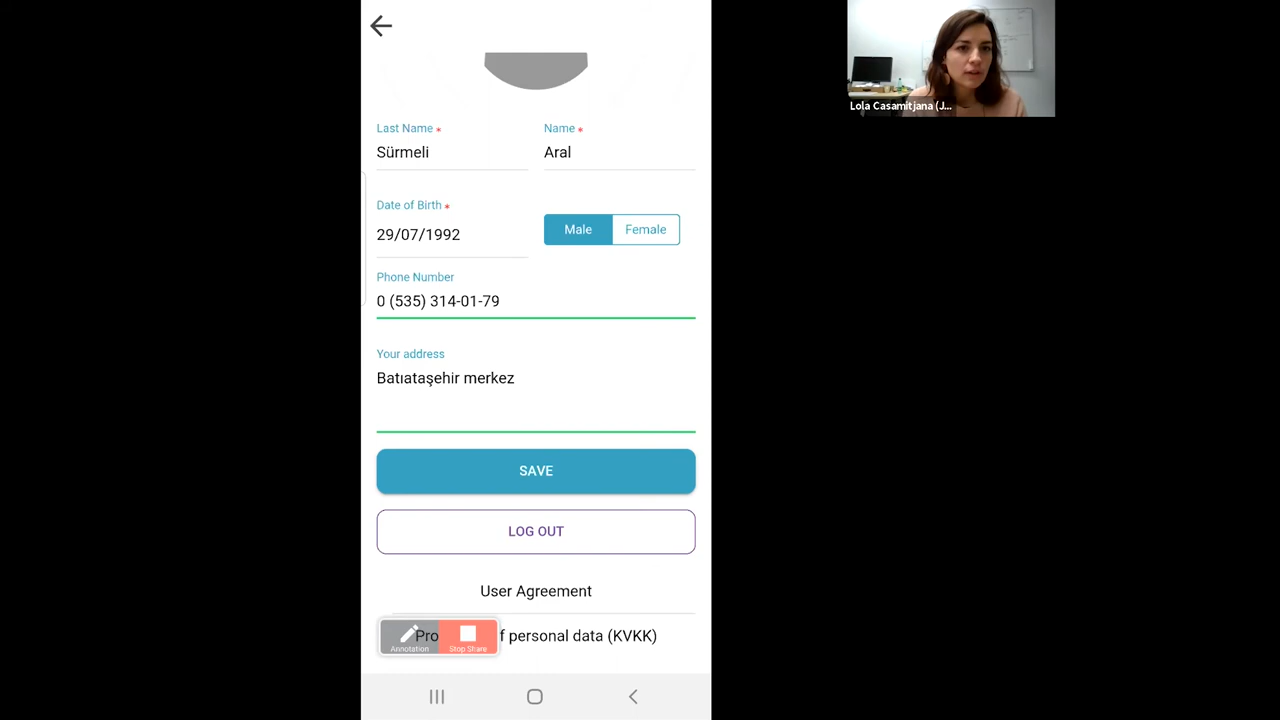 Lola Casamitjana (J...
Last Name *
Name *
Sürmeli
Aral
Date of Birth *
29/07/1992
Male
Female
Phone Number
0 (535) 314-01-79
Your address
Batıataşehir merkez
SAVE
LOG OUT
User Agreement
Pro f personal data (KVKK)
Annotation
Stop Share